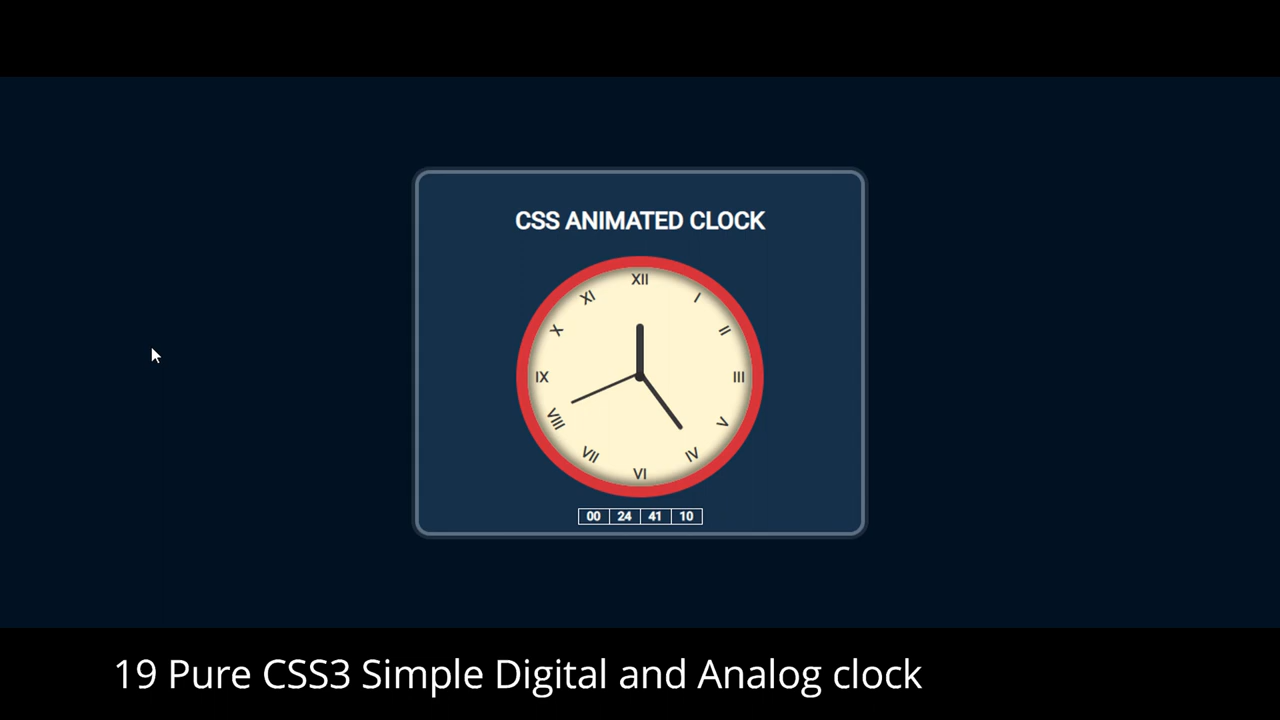 CSS ANIMATED CLOCK
XII
XI I
X II
IX III
VIII V
VII IV
VI
00 24 41 10
19 Pure CSS3 Simple Digital and Analog clock